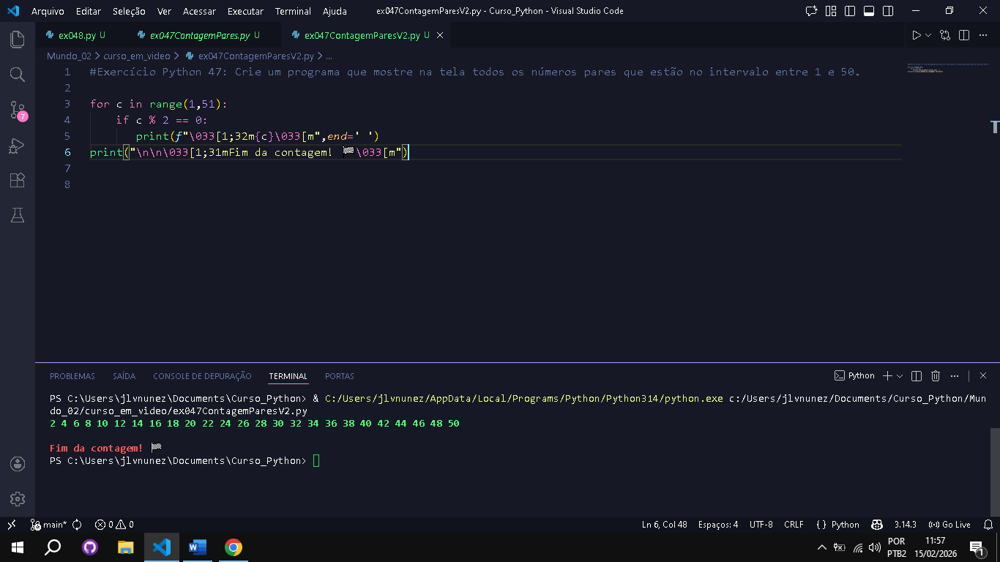 Arquivo Editar Seleção Ver Acessar Executar Terminal Ajuda ex047ContagemParesV2.py - Curso_Python - Visual Studio Code
ex048.py U ex047ContagemPares.py U ex047ContagemParesV2.py U
Mundo_02 > curso_em_video > ex047ContagemParesV2.py > ...
1 #Exercício Python 47: Crie um programa que mostre na tela todos os números pares que estão no intervalo entre 1 e 50.
2
3 for c in range(1,51):
4     if c % 2 == 0:
5        print(f"\033[1;32m{c}\033[m",end=' ')
6 print("\n\n\033[1;31mFim da contagem! 🏁\033[m")
7
8
7
PROBLEMAS SAÍDA CONSOLE DE DEPURAÇÃO TERMINAL PORTAS Python
PS C:\Users\jlvnunez\Documents\Curso_Python> & C:/Users/jlvnunez/AppData/Local/Programs/Python/Python314/python.exe c:/Users/jlvnunez/Documents/Curso_Python/Mun
do_02/curso_em_video/ex047ContagemParesV2.py
2 4 6 8 10 12 14 16 18 20 22 24 26 28 30 32 34 36 38 40 42 44 46 48 50
Fim da contagem! 🏁
PS C:\Users\jlvnunez\Documents\Curso_Python>
main* 0 0 Ln 6, Col 48 Espaços: 4 UTF-8 CRLF {} Python 3.14.3 Go Live
POR 11:57
PTB2 15/02/2026 1